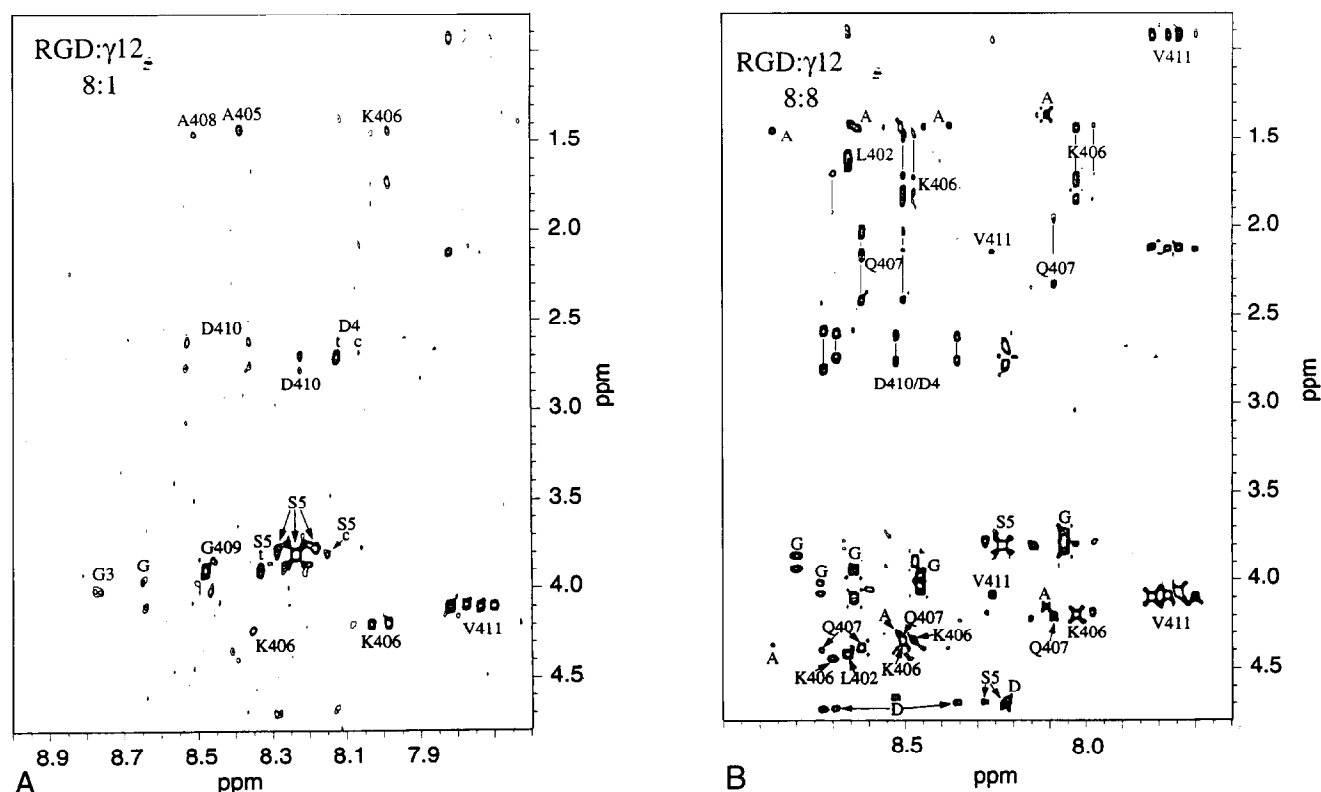 RGD:γ12
8:1
A408 A405 K406
D410 D4
t c
D410
S5
S5 S5
t c
G3 G G409
K406 K406 V411
8.9 8.7 8.5 8.3 8.1 7.9
ppm
1.5
2.0
2.5
3.0
3.5
4.0
4.5
ppm
A
RGD:γ12
8:8
V411
A
A A A
L402 K406
K406
V411
Q407 Q407
D410/D4
S5 G
G G G G
V411
A Q407 A
Q407 K406
K406 L402 K406 Q407 K406 V411
A
S5 D
D
8.5 8.0
ppm
1.5
2.0
2.5
3.0
3.5
4.0
4.5
ppm
B